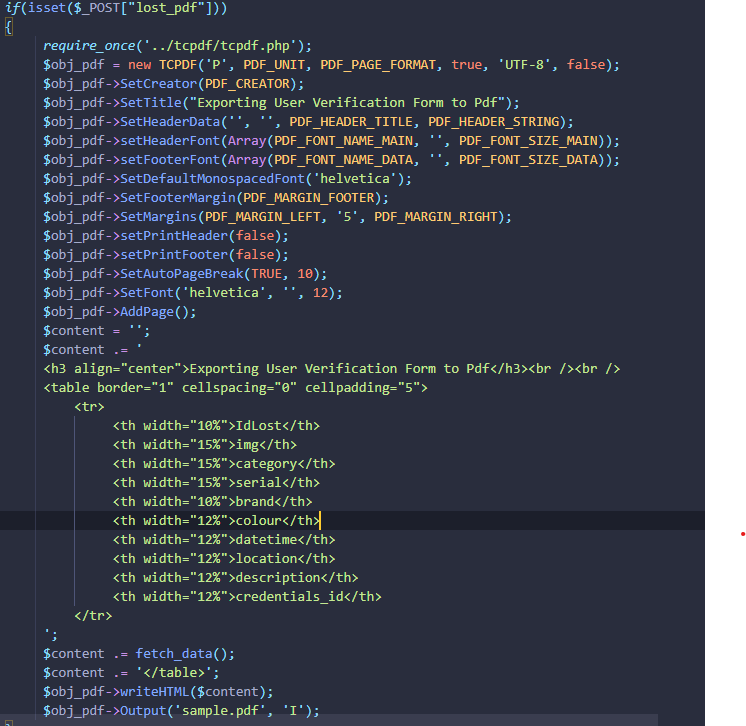 if(isset($_POST["lost_pdf"]))
{
require_once('../tcpdf/tcpdf.php');
$obj_pdf = new TCPDF('P', PDF_UNIT, PDF_PAGE_FORMAT, true, 'UTF-8', false);
$obj_pdf->SetCreator(PDF_CREATOR);
$obj_pdf->SetTitle("Exporting User Verification Form to Pdf");
$obj_pdf->SetHeaderData('', '', PDF_HEADER_TITLE, PDF_HEADER_STRING);
$obj_pdf->setHeaderFont(Array(PDF_FONT_NAME_MAIN, '', PDF_FONT_SIZE_MAIN));
$obj_pdf->setFooterFont(Array(PDF_FONT_NAME_DATA, '', PDF_FONT_SIZE_DATA));
$obj_pdf->SetDefaultMonospacedFont('helvetica');
$obj_pdf->SetFooterMargin(PDF_MARGIN_FOOTER);
$obj_pdf->SetMargins(PDF_MARGIN_LEFT, '5', PDF_MARGIN_RIGHT);
$obj_pdf->setPrintHeader(false);
$obj_pdf->setPrintFooter(false);
$obj_pdf->SetAutoPageBreak(TRUE, 10);
$obj_pdf->SetFont('helvetica', '', 12);
$obj_pdf->AddPage();
$content = '';
$content .= '
<h3 align="center">Exporting User Verification Form to Pdf</h3><br /><br />
<table border="1" cellspacing="0" cellpadding="5">
<tr>
<th width="10%">IdLost</th>
<th width="15%">img</th>
<th width="15%">category</th>
<th width="15%">serial</th>
<th width="10%">brand</th>
<th width="12%">colour</th>
<th width="12%">datetime</th>
<th width="12%">location</th>
<th width="12%">description</th>
<th width="12%">credentials_id</th>
</tr>
';
$content .= fetch_data();
$content .= '</table>';
$obj_pdf->writeHTML($content);
$obj_pdf->Output('sample.pdf', 'I');